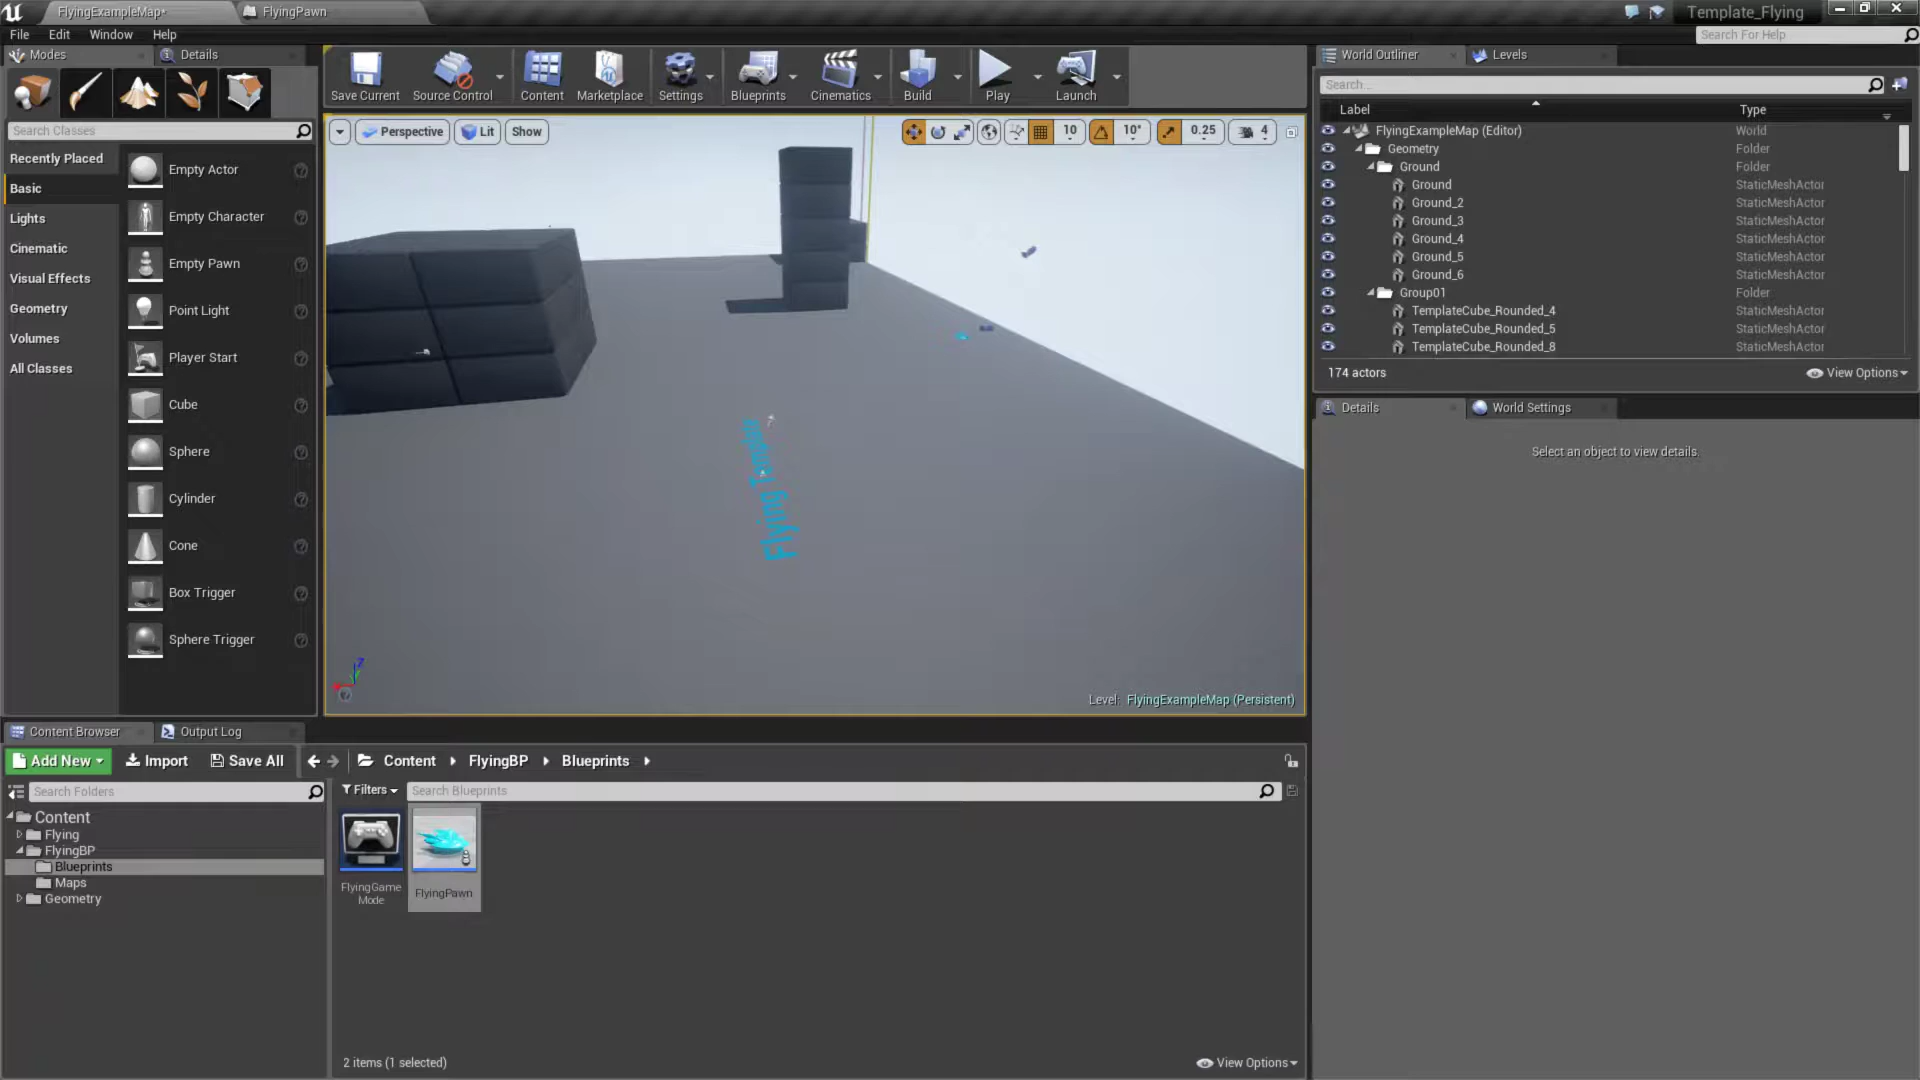 FlyingExampleMap*
FlyingPawn
Template_Flying
File Edit Window Help
Search For Help
Modes
Details
Save Current
Source Control
Content
Marketplace
Settings
Blueprints
Cinematics
Build
Play
Launch
World Outliner
Levels
Search...
Label
Type
Search Classes
Recently Placed
Basic
Lights
Cinematic
Visual Effects
Geometry
Volumes
All Classes
Empty Actor
Empty Character
Empty Pawn
Point Light
Player Start
Cube
Sphere
Cylinder
Cone
Box Trigger
Sphere Trigger
Perspective
Lit
Show
10
10°
0.25
4
Flying
Level: FlyingExampleMap (Persistent)
FlyingExampleMap (Editor) World
Geometry Folder
Ground Folder
Ground StaticMeshActor
Ground_2 StaticMeshActor
Ground_3 StaticMeshActor
Ground_4 StaticMeshActor
Ground_5 StaticMeshActor
Ground_6 StaticMeshActor
Group01 Folder
TemplateCube_Rounded_4 StaticMeshActor
TemplateCube_Rounded_5 StaticMeshActor
TemplateCube_Rounded_8 StaticMeshActor
174 actors
View Options
Details
World Settings
Select an object to view details.
Content Browser
Output Log
Add New
Import
Save All
Content
FlyingBP
Blueprints
Search Folders
Filters
Search Blueprints
Content
Flying
FlyingBP
Blueprints
Maps
Geometry
FlyingGame
Mode
FlyingPawn
2 items (1 selected)
View Options
Z